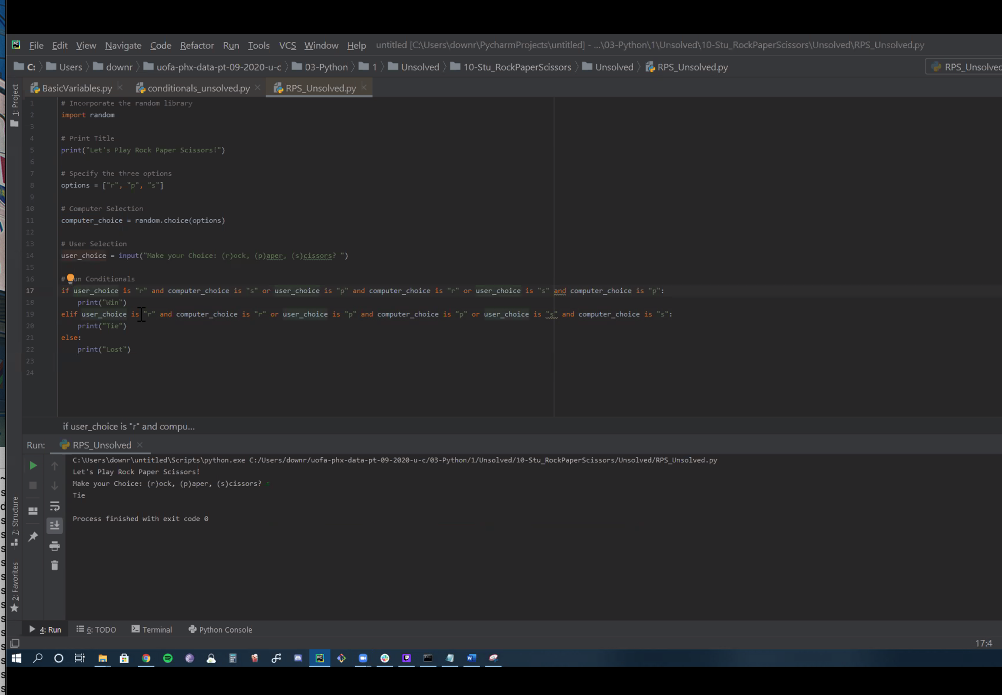 File Edit View Navigate Code Refactor Run Tools VCS Window Help untitled [C:\Users\downr\PycharmProjects\untitled] - ...\03-Python\1\Unsolved\10-Stu_RockPaperScissors\Unsolved\RPS_Unsolved.py
C: Users downr uofa-phx-data-pt-09-2020-u-c 03-Python 1 Unsolved 10-Stu_RockPaperScissors Unsolved RPS_Unsolved.py RPS_Unsolved
BasicVariables.py × conditionals_unsolved.py × RPS_Unsolved.py ×
1: Project
1 # Incorporate the random library
2 import random
3
4 # Print Title
5 print("Let's Play Rock Paper Scissors!")
6
7 # Specify the three options
8 options = ["r", "p", "s"]
9
10 # Computer Selection
11 computer_choice = random.choice(options)
12
13 # User Selection
14 user_choice = input("Make your Choice: (r)ock, (p)aper, (s)cissors? ")
15
16 # un Conditionals
17 if user_choice is "r" and computer_choice is "s" or user_choice is "p" and computer_choice is "r" or user_choice is "s" and computer_choice is "p":
18 print("Win")
19 elif user_choice is "r" and computer_choice is "r" or user_choice is "p" and computer_choice is "p" or user_choice is "s" and computer_choice is "s":
20 print("Tie")
21 else:
22 print("Lost")
23
24
if user_choice is "r" and compu...
Run: RPS_Unsolved ×
C:\Users\downr\untitled\Scripts\python.exe C:/Users/downr/uofa-phx-data-pt-09-2020-u-c/03-Python/1/Unsolved/10-Stu_RockPaperScissors/Unsolved/RPS_Unsolved.py
Let's Play Rock Paper Scissors!
Make your Choice: (r)ock, (p)aper, (s)cissors?
Tie
Process finished with exit code 0
7: Structure
2: Favorites
4: Run 6: TODO Terminal Python Console
17:4